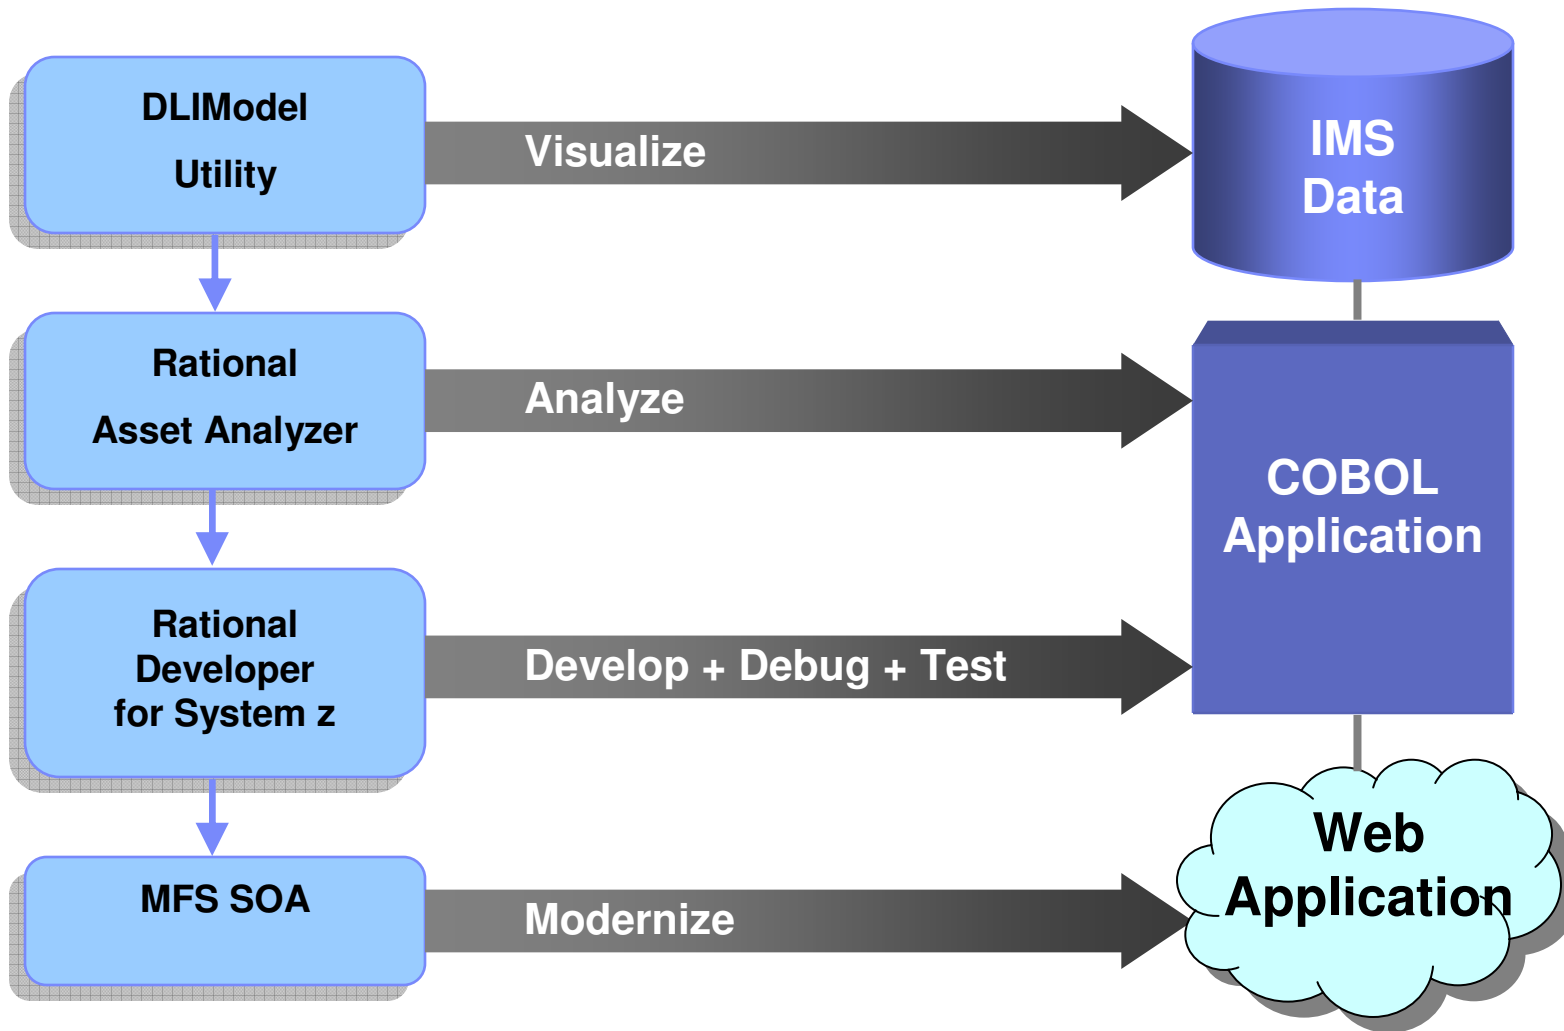 DLIModel
Utility
Visualize
IMS
Data
Rational
Asset Analyzer
Analyze
COBOL
Application
Rational
Developer
for System z
Develop + Debug + Test
MFS SOA
Modernize
Web
Application